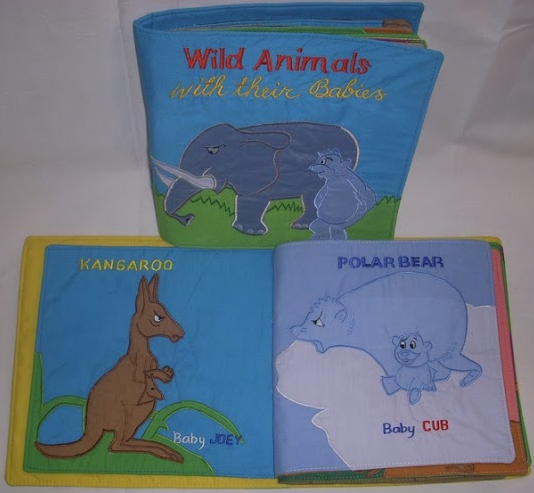 Wild Animals
with their Babies
KANGAROO
Baby JOEY
POLAR BEAR
Baby CUB